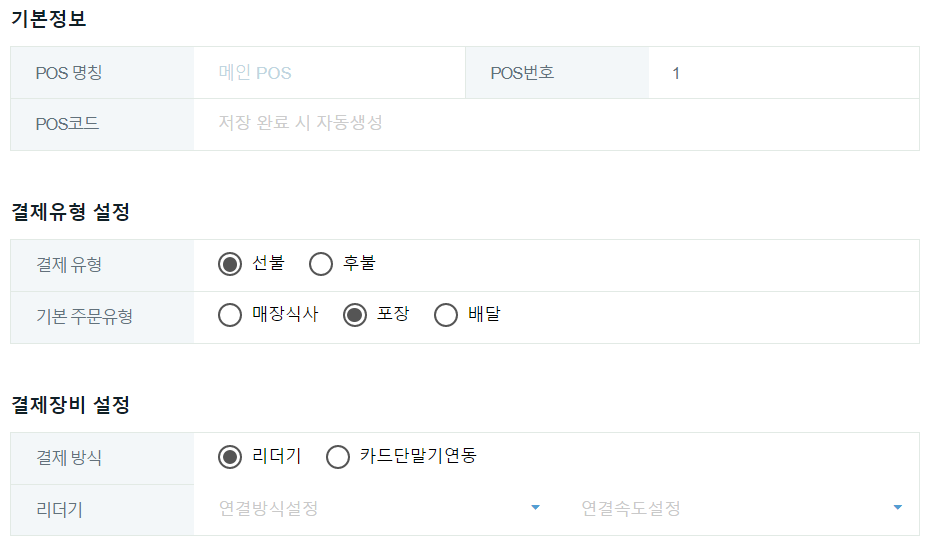 기본정보
POS 명칭 메인 POS POS번호 1
POS코드 저장 완료 시 자동생성
결제유형 설정
결제 유형 선불 후불
기본 주문유형 매장식사 포장 배달
결제장비 설정
결제 방식 리더기 카드단말기연동
리더기 연결방식설정 연결속도설정